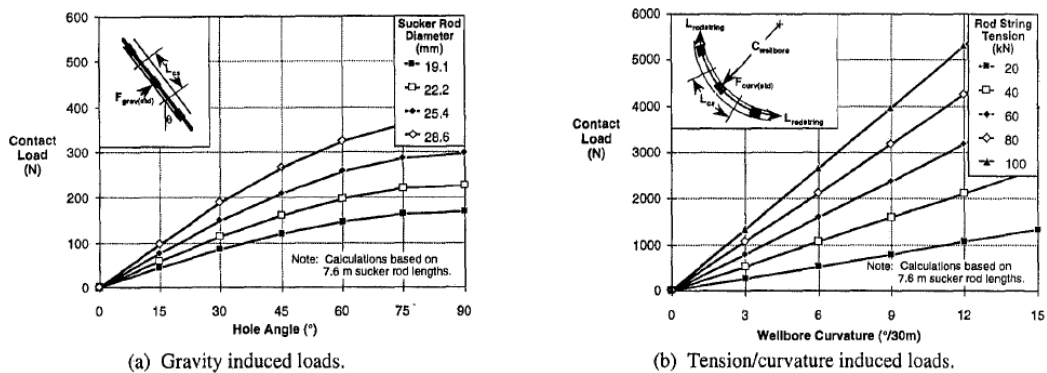 Sucker Rod
Diameter
(mm)
19.1
22.2
25.4
28.6
L cs
F grav(std)
θ
600
500
400
300
200
100
0
Contact
Load
(N)
Note: Calculations based on
7.6 m sucker rod lengths.
0 15 30 45 60 75 90
Hole Angle (°)
(a) Gravity induced loads.
Rod String
Tension
(kN)
20
40
60
80
100
L rodstring
C wellbore
F curv(std)
L cs
L rodstring
6000
5000
4000
3000
2000
1000
0
Contact
Load
(N)
Note: Calculations based on
7.6 m sucker rod lengths.
0 3 6 9 12 15
Wellbore Curvature (°/30m)
(b) Tension/curvature induced loads.